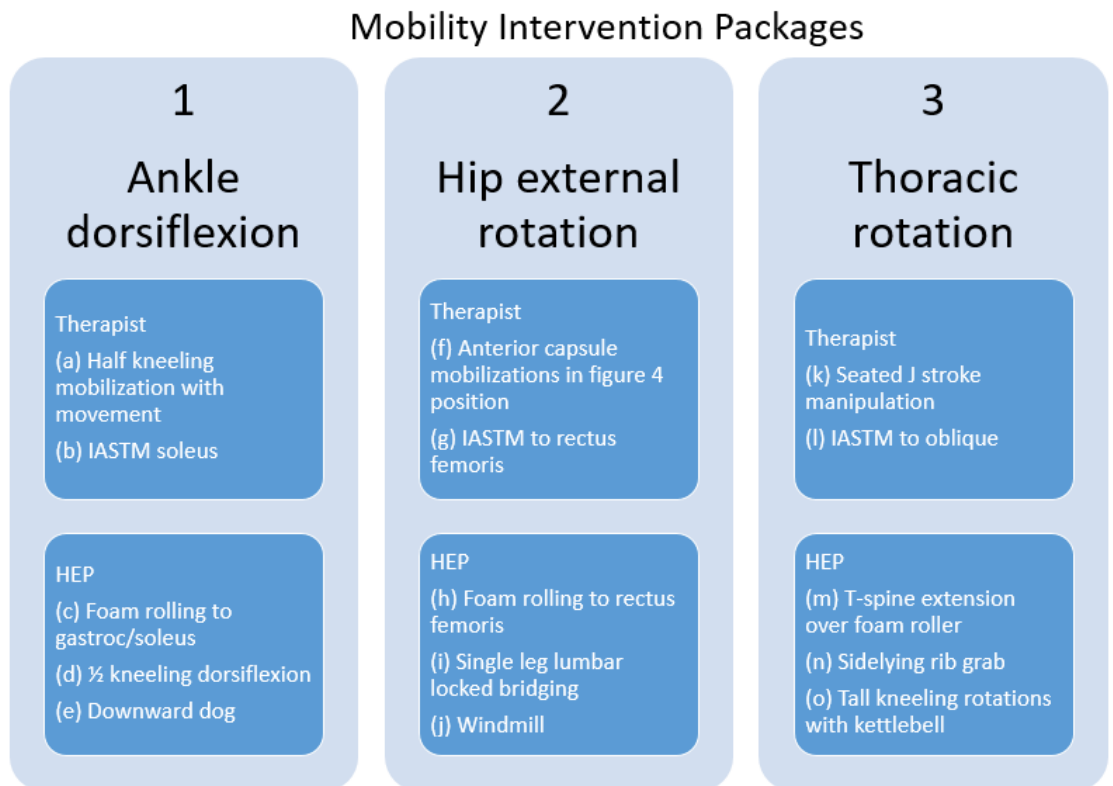 Mobility Intervention Packages
1
Ankle
dorsiflexion
Therapist
(a) Half kneeling
mobilization with
movement
(b) IASTM soleus
HEP
(c) Foam rolling to
gastroc/soleus
(d) ½ kneeling dorsiflexion
(e) Downward dog
2
Hip external
rotation
Therapist
(f) Anterior capsule
mobilizations in figure 4
position
(g) IASTM to rectus
femoris
HEP
(h) Foam rolling to rectus
femoris
(i) Single leg lumbar
locked bridging
(j) Windmill
3
Thoracic
rotation
Therapist
(k) Seated J stroke
manipulation
(l) IASTM to oblique
HEP
(m) T-spine extension
over foam roller
(n) Sidelying rib grab
(o) Tall kneeling rotations
with kettlebell